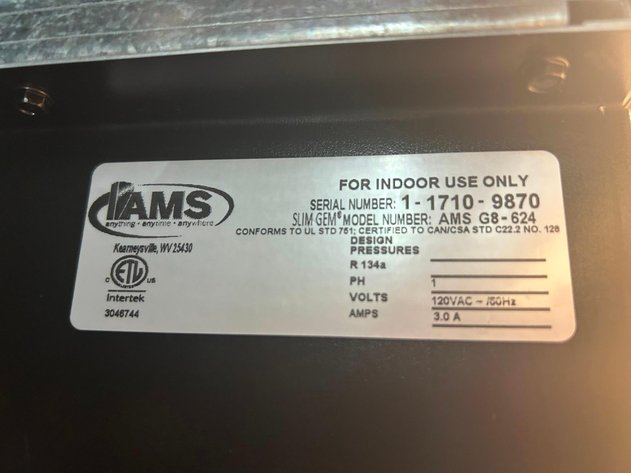 FOR INDOOR USE ONLY
SERIAL NUMBER: 1-1710-9870
SLIM GEM® MODEL NUMBER: AMS G8-624
CONFORMS TO UL STD 751; CERTIFIED TO CAN/CSA STD C22.2 NO. 128
AMS
anything • anytime • anywhere
Kearneysville, WV 25430
C ETL US
Intertek
3046744
DESIGN
PRESSURES
R 134a
PH 1
VOLTS 120VAC ~ /60Hz
AMPS 3.0 A